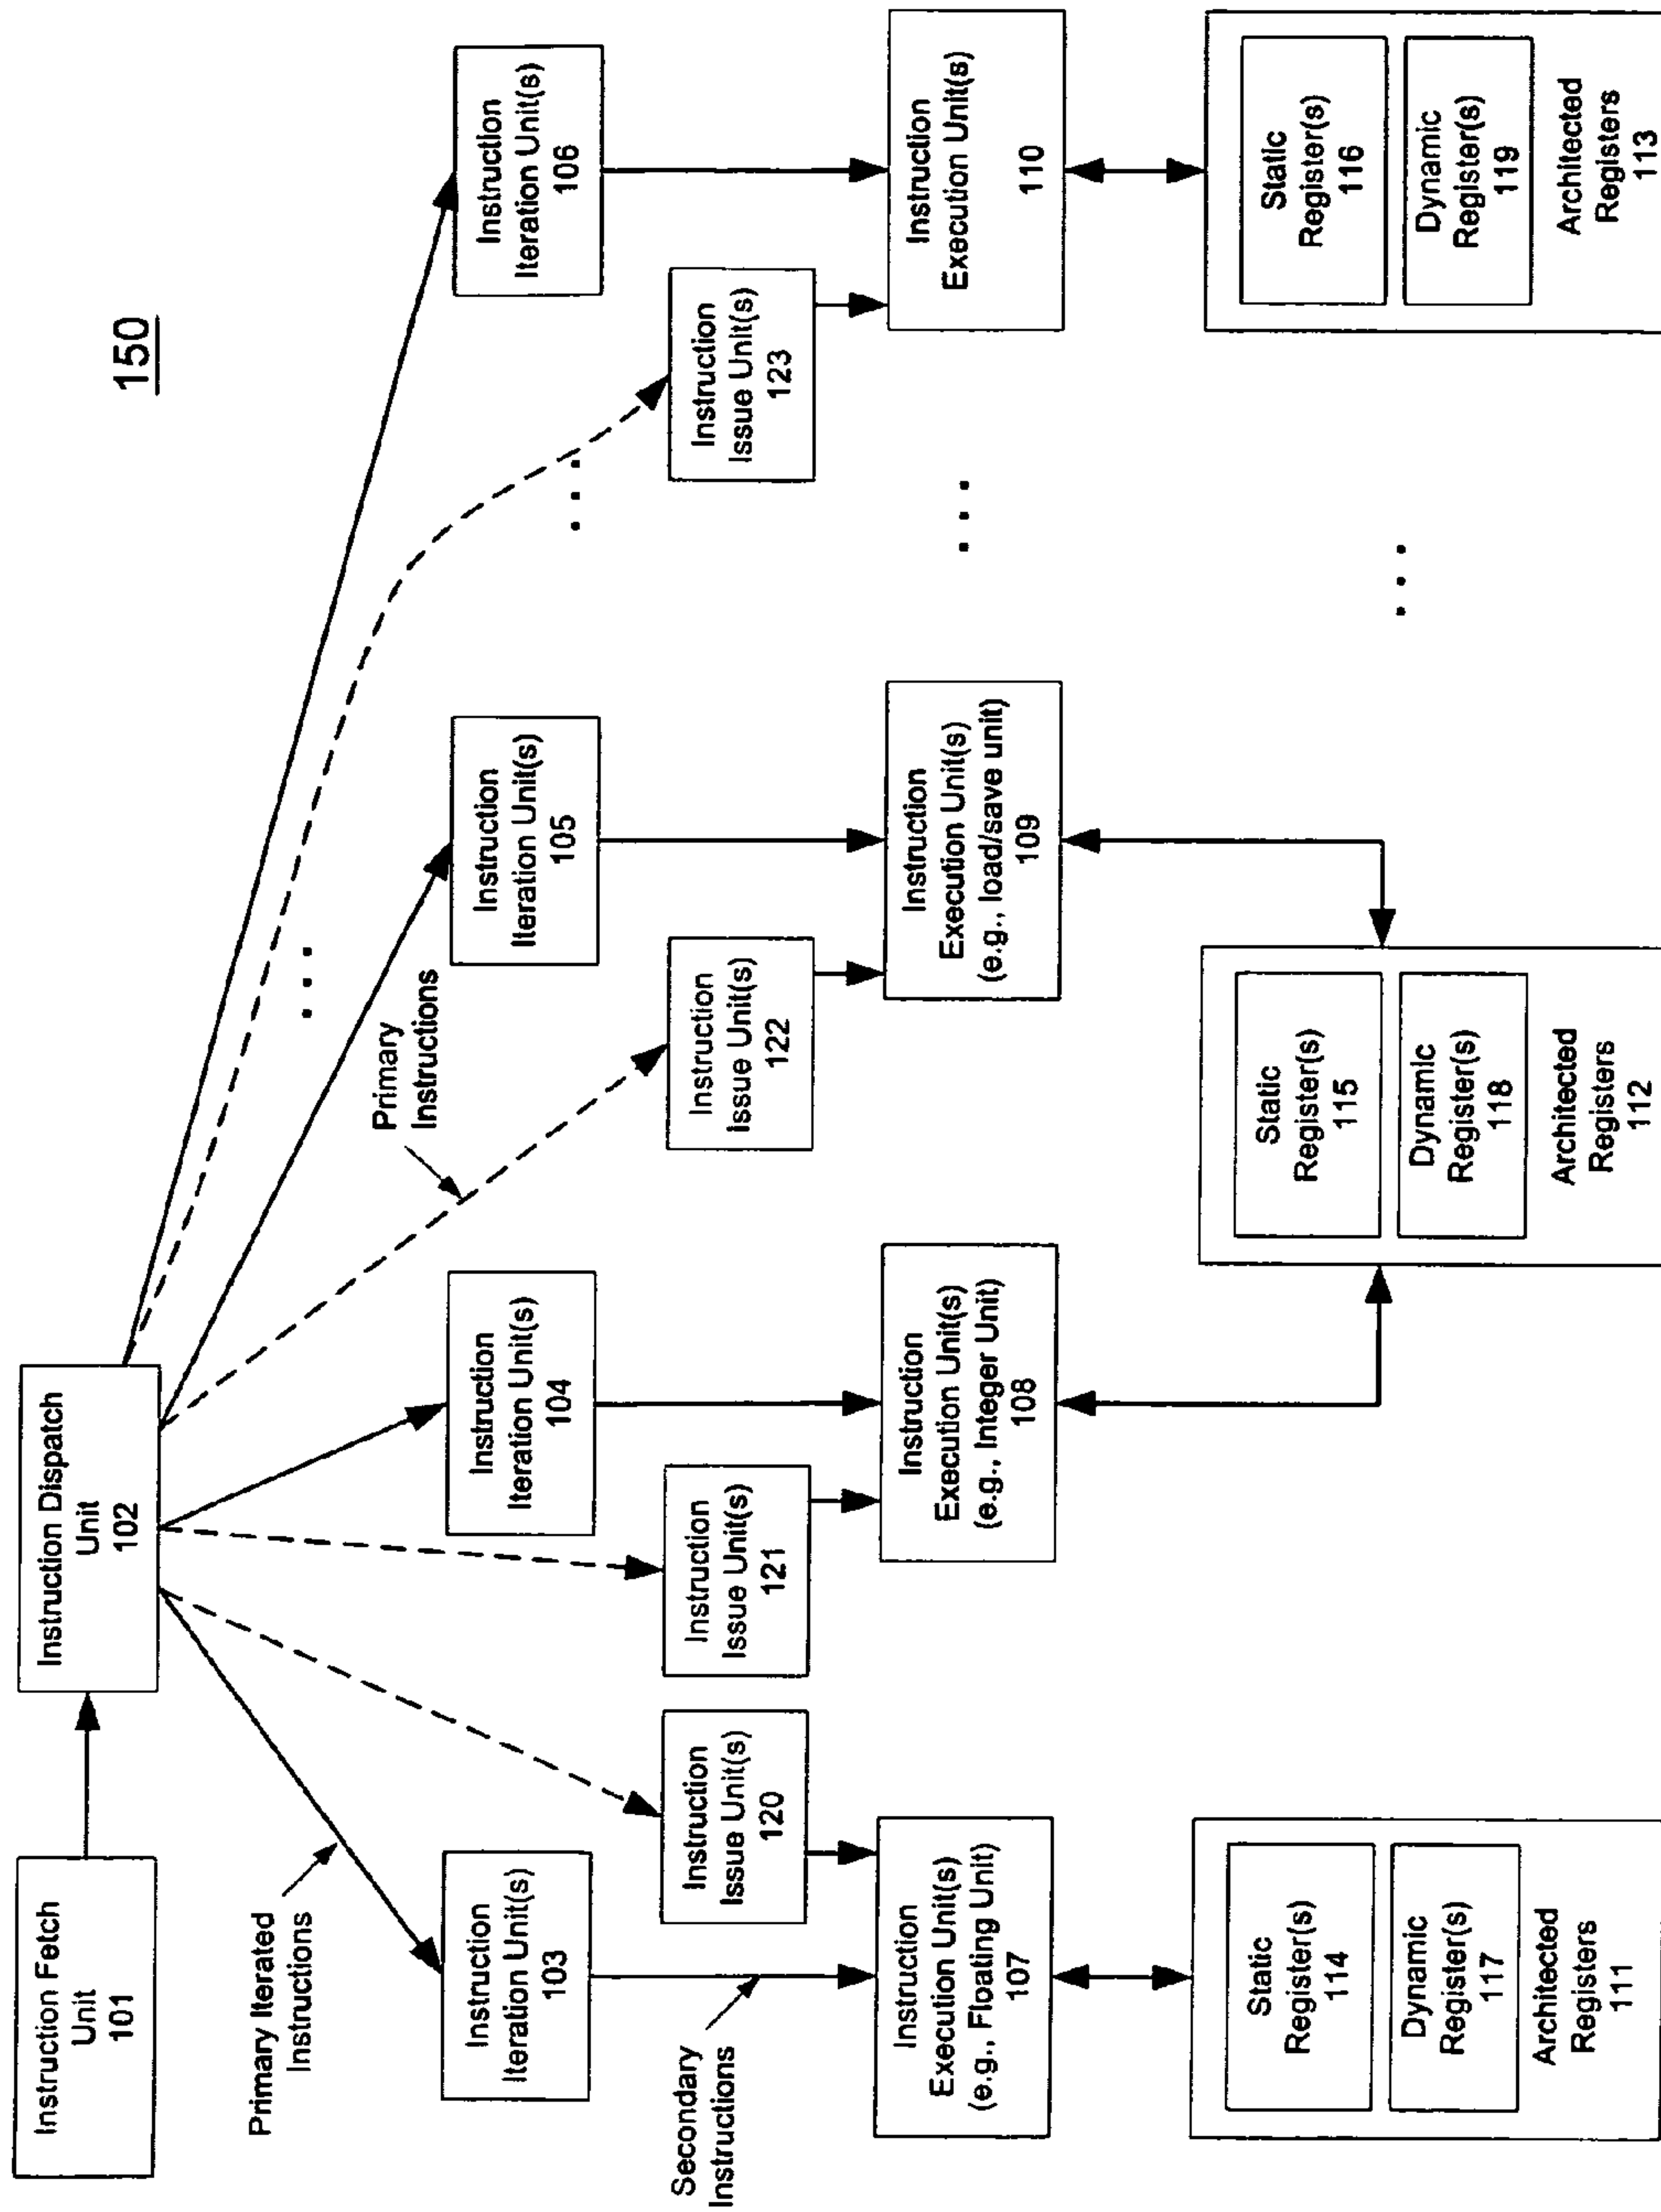 150
Instruction Fetch
Unit
101
Instruction Dispatch
Unit
102
Primary Iterated
Instructions
Primary
Instructions
. . .
Instruction
Iteration Unit(s)
103
Instruction
Iteration Unit(s)
104
Instruction
Iteration Unit(s)
105
Instruction
Iteration Unit(s)
106
. . .
Secondary
Instructions
Instruction
Issue Unit(s)
120
Instruction
Issue Unit(s)
121
Instruction
Issue Unit(s)
122
Instruction
Issue Unit(s)
123
Instruction
Execution Unit(s)
(e.g., Floating Unit)
107
Instruction
Execution Unit(s)
(e.g., Integer Unit)
108
Instruction
Execution Unit(s)
(e.g., load/save unit)
109
. . .
Instruction
Execution Unit(s)
110
Static
Register(s)
114
Dynamic
Register(s)
117
Architected
Registers
111
Static
Register(s)
115
Dynamic
Register(s)
118
Architected
Registers
112
. . .
Static
Register(s)
116
Dynamic
Register(s)
119
Architected
Registers
113